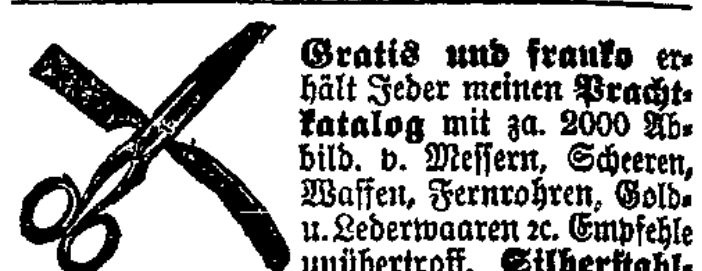 Gratis und franko er-
hält Jeder meinen Pracht-
katalog mit za. 2000 Ab-
bild. v. Messern, Scheeren,
Waffen, Fernrohren, Gold-
u. Lederwaaren ꝛc. Empfehle
unübertroff. Silberstahl-